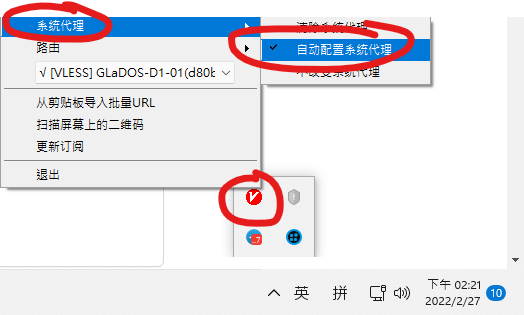 系统代理
清除系统代理
路由
自动配置系统代理
√ [VLESS] GLaDOS-D1-01(d80b
不改变系统代理
从剪贴板导入批量URL
扫描屏幕上的二维码
更新订阅
退出
英 拼
下午 02:21
2022/2/27
10